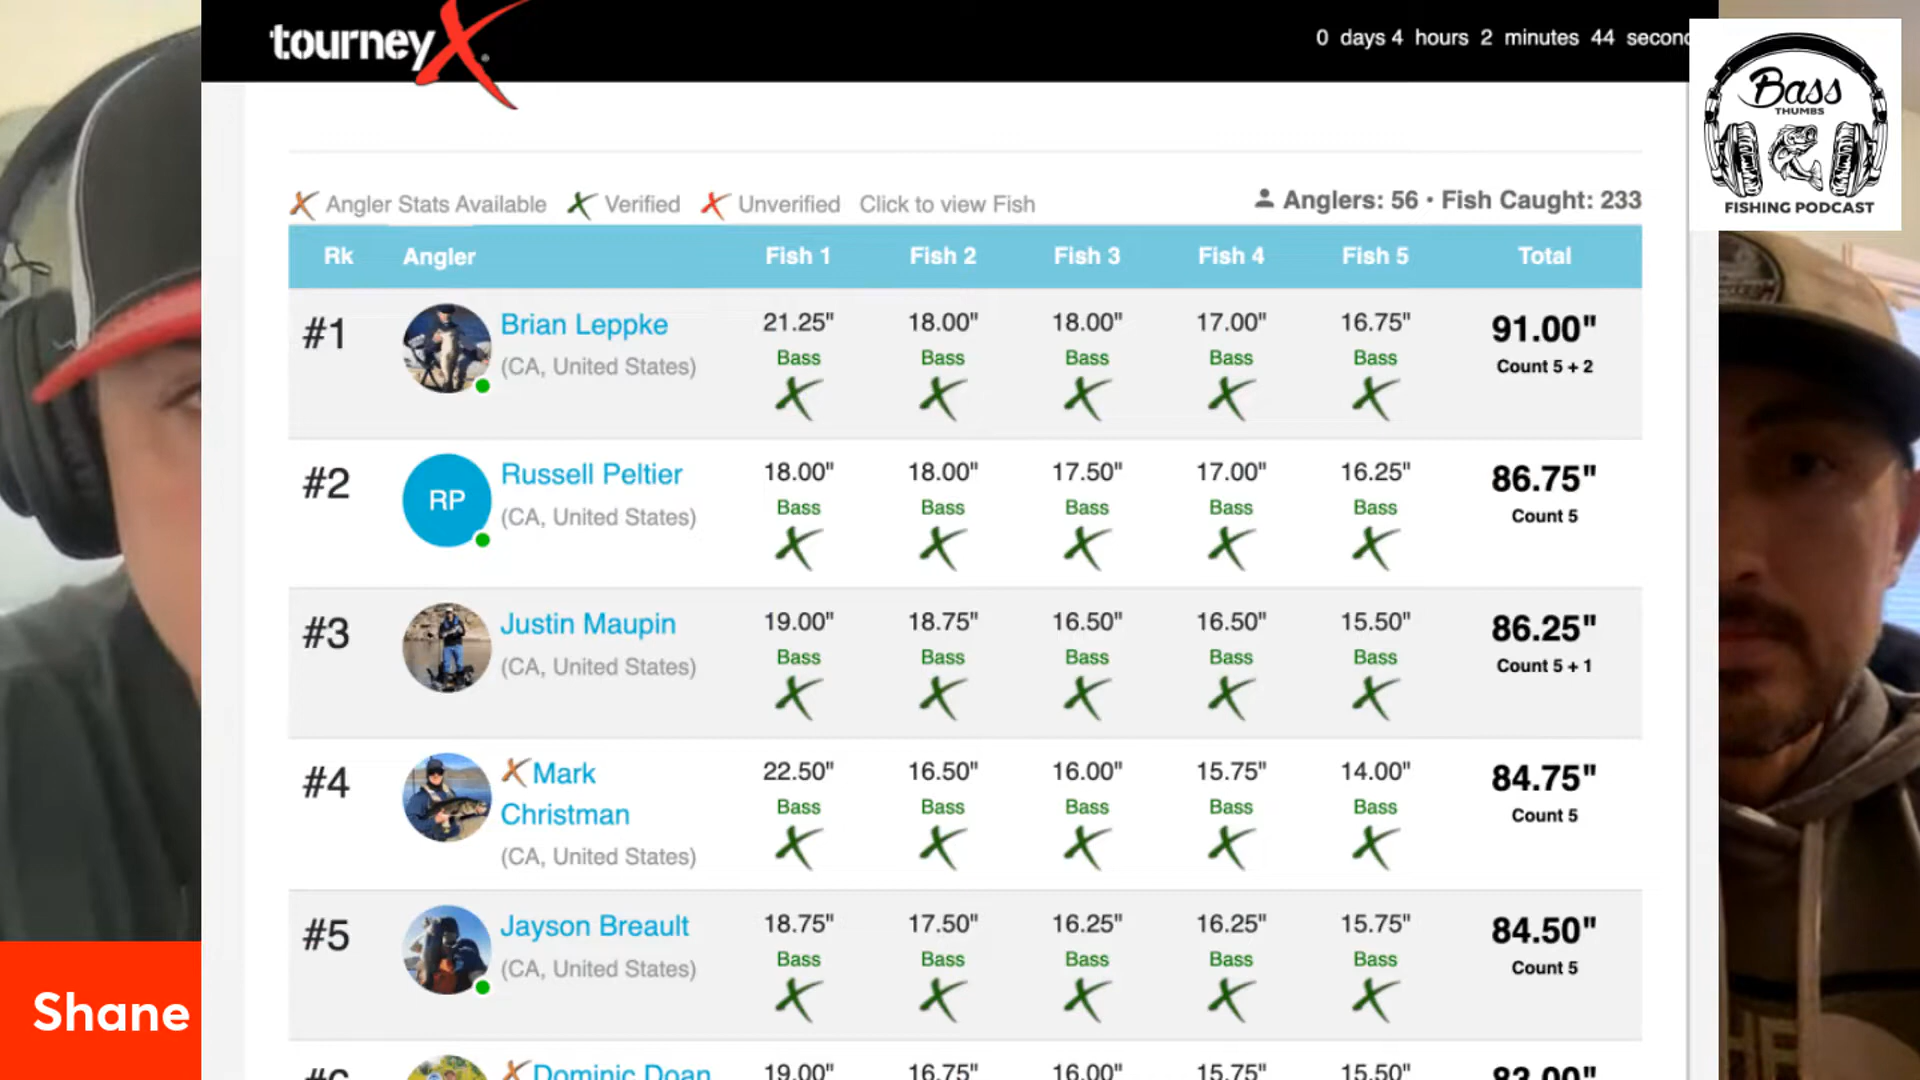 tourneyX
0 days 4 hours 2 minutes 44 second
Bass
THUMBS
FISHING PODCAST
Angler Stats Available Verified Unverified Click to view Fish
Anglers: 56 • Fish Caught: 233
Rk Angler Fish 1 Fish 2 Fish 3 Fish 4 Fish 5 Total
#1 Brian Leppke 21.25" 18.00" 18.00" 17.00" 16.75" 91.00"
(CA, United States) Bass Bass Bass Bass Bass Count 5 + 2
#2 RP Russell Peltier 18.00" 18.00" 17.50" 17.00" 16.25" 86.75"
(CA, United States) Bass Bass Bass Bass Bass Count 5
#3 Justin Maupin 19.00" 18.75" 16.50" 16.50" 15.50" 86.25"
(CA, United States) Bass Bass Bass Bass Bass Count 5 + 1
#4 Mark 22.50" 16.50" 16.00" 15.75" 14.00" 84.75"
Christman Bass Bass Bass Bass Bass Count 5
(CA, United States)
#5 Jayson Breault 18.75" 17.50" 16.25" 16.25" 15.75" 84.50"
(CA, United States) Bass Bass Bass Bass Bass Count 5
#6 Dominic Doan 19.00" 16.75" 16.00" 15.75" 15.50" 83.00"
Shane